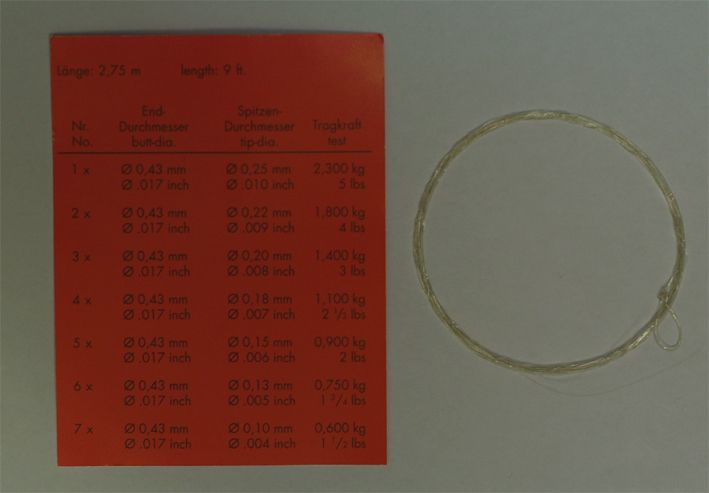 Länge: 2,75 m length: 9 ft.
End- Spitzen-
Nr. Durchmesser Durchmesser Tragkraft
No. butt-dia. tip-dia. test
1 x Ø 0,43 mm Ø 0,25 mm 2,300 kg
Ø .017 inch Ø .010 inch 5 lbs
2 x Ø 0,43 mm Ø 0,22 mm 1,800 kg
Ø .017 inch Ø .009 inch 4 lbs
3 x Ø 0,43 mm Ø 0,20 mm 1,400 kg
Ø .017 inch Ø .008 inch 3 lbs
4 x Ø 0,43 mm Ø 0,18 mm 1,100 kg
Ø .017 inch Ø .007 inch 2 1/2 lbs
5 x Ø 0,43 mm Ø 0,15 mm 0,900 kg
Ø .017 inch Ø .006 inch 2 lbs
6 x Ø 0,43 mm Ø 0,13 mm 0,750 kg
Ø .017 inch Ø .005 inch 1 3/4 lbs
7 x Ø 0,43 mm Ø 0,10 mm 0,600 kg
Ø .017 inch Ø .004 inch 1 1/2 lbs